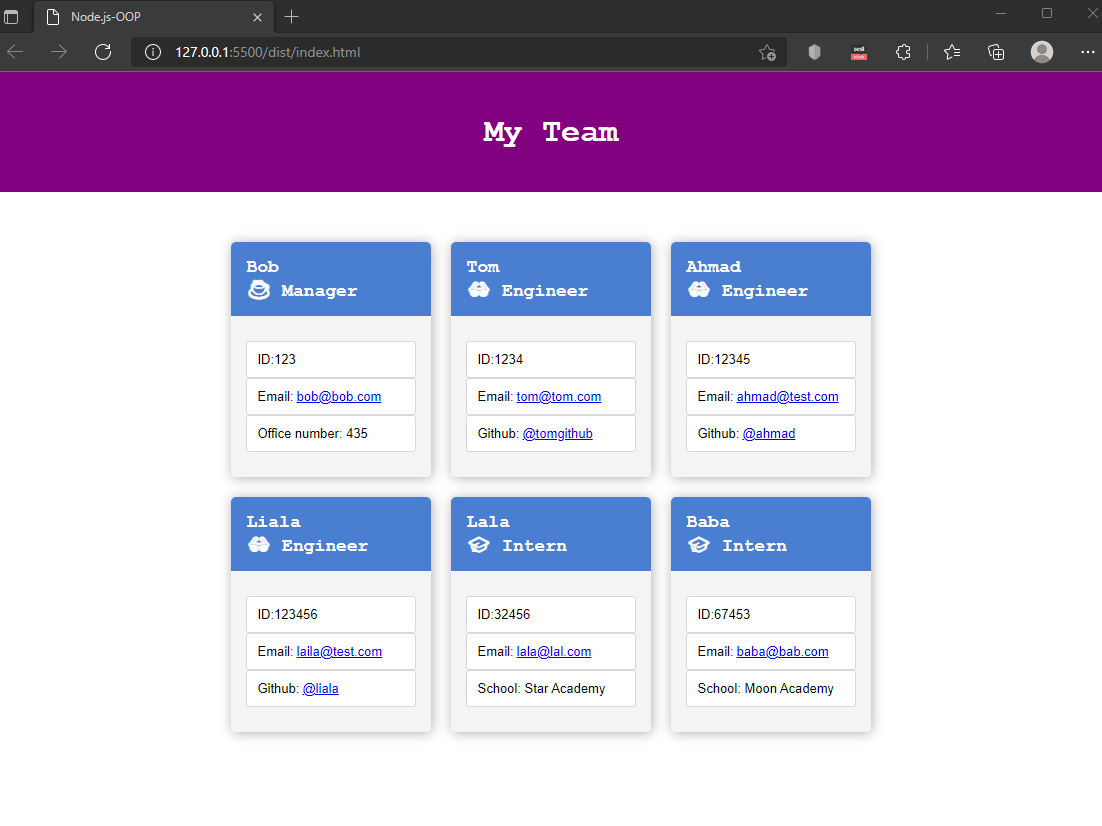 Node.js-OOP
127.0.0.1:5500/dist/index.html
My Team
Bob
Manager
ID:123
Email: bob@bob.com
Office number: 435
Tom
Engineer
ID:1234
Email: tom@tom.com
Github: @tomgithub
Ahmad
Engineer
ID:12345
Email: ahmad@test.com
Github: @ahmad
Liala
Engineer
ID:123456
Email: laila@test.com
Github: @liala
Lala
Intern
ID:32456
Email: lala@lal.com
School: Star Academy
Baba
Intern
ID:67453
Email: baba@bab.com
School: Moon Academy